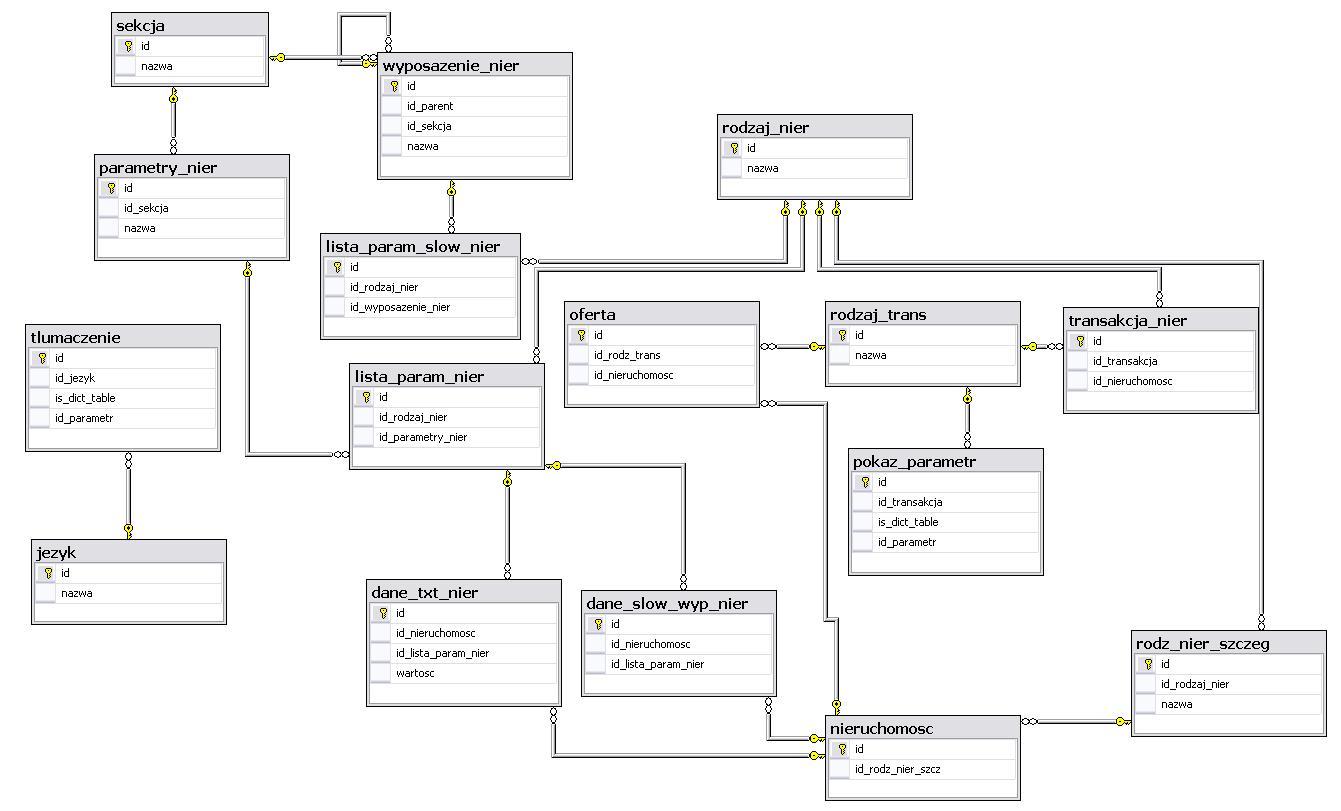 sekcja
id
nazwa
wyposazenie_nier
id
id_parent
id_sekcja
nazwa
rodzaj_nier
id
nazwa
parametry_nier
id
id_sekcja
nazwa
lista_param_slow_nier
id
id_rodzaj_nier
id_wyposazenie_nier
oferta
id
id_rodz_trans
id_nieruchomosc
rodzaj_trans
id
nazwa
transakcja_nier
id
id_transakcja
id_nieruchomosc
tlumaczenie
id
id_jezyk
is_dict_table
id_parametr
lista_param_nier
id
id_rodzaj_nier
id_parametry_nier
pokaz_parametr
id
id_transakcja
is_dict_table
id_parametr
jezyk
id
nazwa
dane_txt_nier
id
id_nieruchomosc
id_lista_param_nier
wartosc
dane_slow_wyp_nier
id
id_nieruchomosc
id_lista_param_nier
rodz_nier_szczeg
id
id_rodzaj_nier
nazwa
nieruchomosc
id
id_rodz_nier_szcz